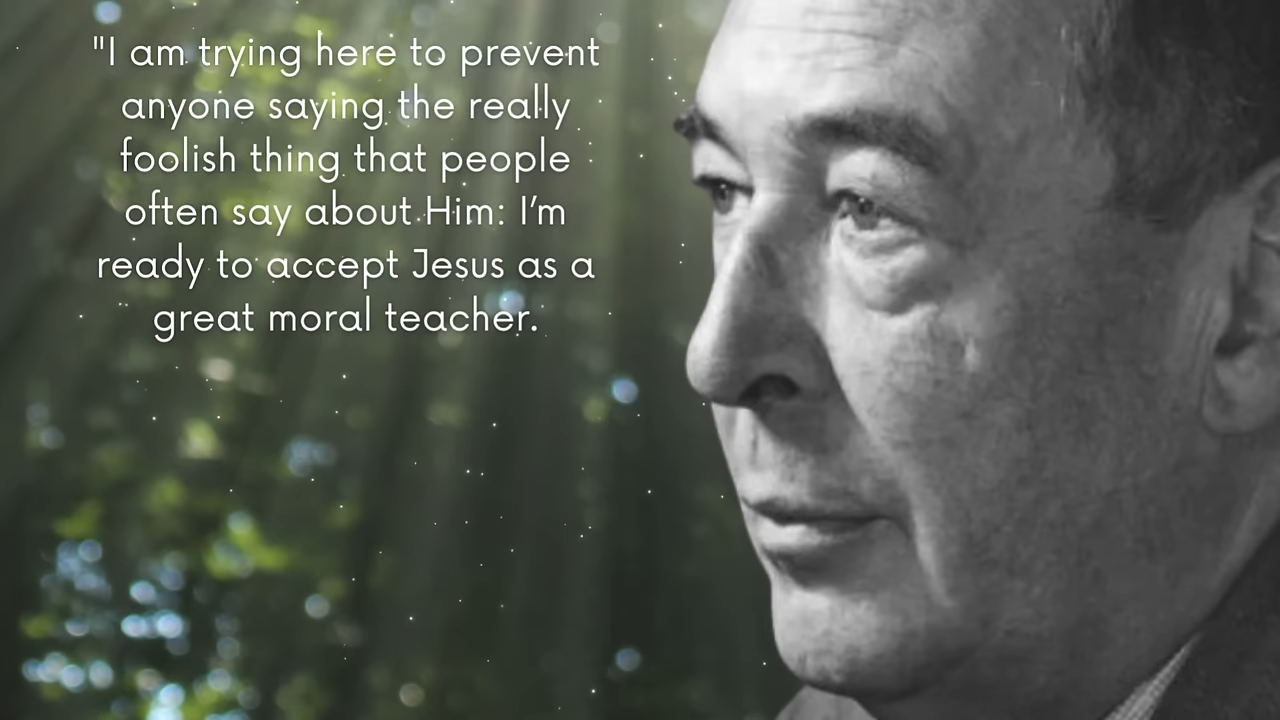 "I am trying here to prevent
anyone saying the really
foolish thing that people
often say about Him: I’m
ready to accept Jesus as a
great moral teacher.